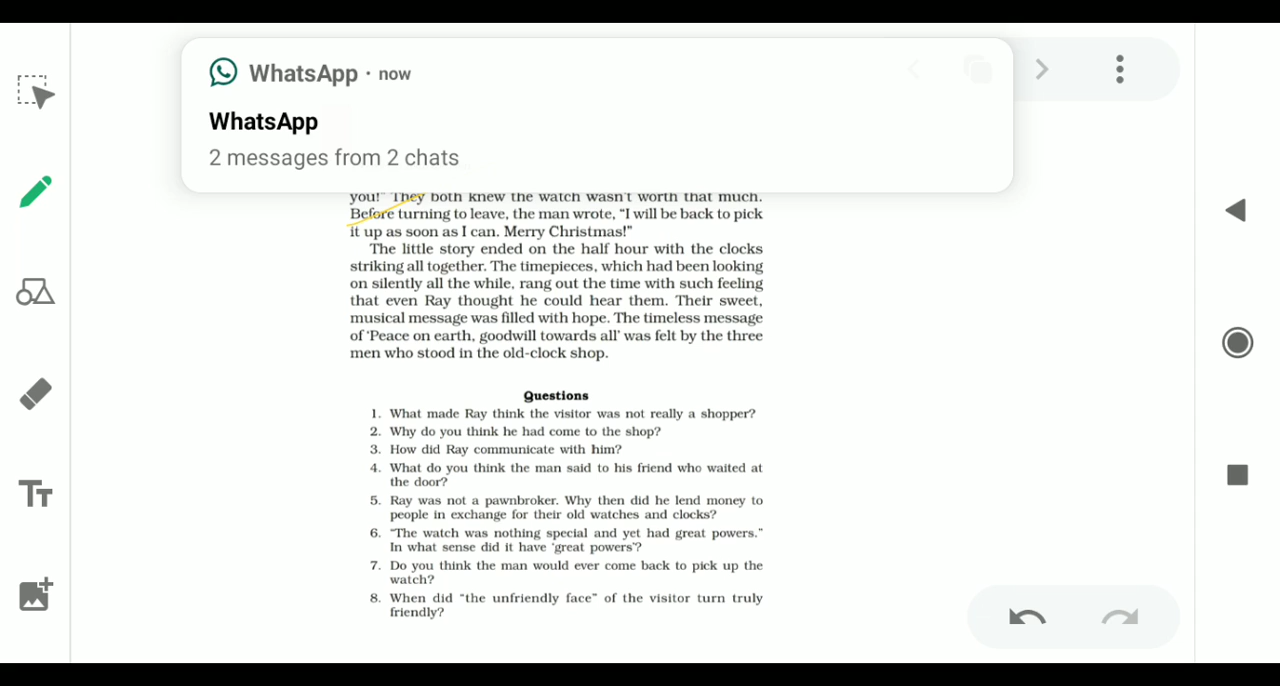 WhatsApp · now
WhatsApp
2 messages from 2 chats
you!" They both knew the watch wasn't worth that much.
Before turning to leave, the man wrote, "I will be back to pick
it up as soon as I can. Merry Christmas!"
The little story ended on the half hour with the clocks
striking all together. The timepieces, which had been looking
on silently all the while, rang out the time with such feeling
that even Ray thought he could hear them. Their sweet,
musical message was filled with hope. The timeless message
of 'Peace on earth, goodwill towards all' was felt by the three
men who stood in the old-clock shop.
Questions
1. What made Ray think the visitor was not really a shopper?
2. Why do you think he had come to the shop?
3. How did Ray communicate with him?
4. What do you think the man said to his friend who waited at
the door?
5. Ray was not a pawnbroker. Why then did he lend money to
people in exchange for their old watches and clocks?
6. "The watch was nothing special and yet had great powers."
In what sense did it have 'great powers'?
7. Do you think the man would ever come back to pick up the
watch?
8. When did "the unfriendly face" of the visitor turn truly
friendly?
TT